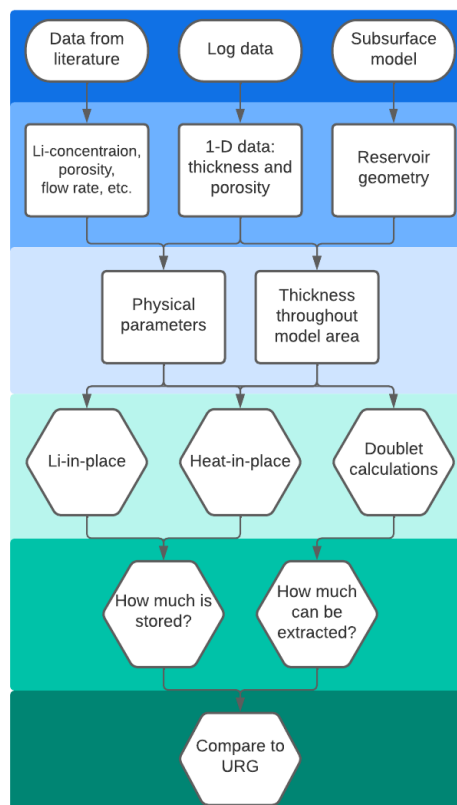 Data from
literature
Log data
Subsurface
model
Li-concentraion,
porosity,
flow rate, etc.
1-D data:
thickness and
porosity
Reservoir
geometry
Physical
parameters
Thickness
throughout
model area
Li-in-place
Heat-in-place
Doublet
calculations
How much is
stored?
How much
can be
extracted?
Compare to
URG